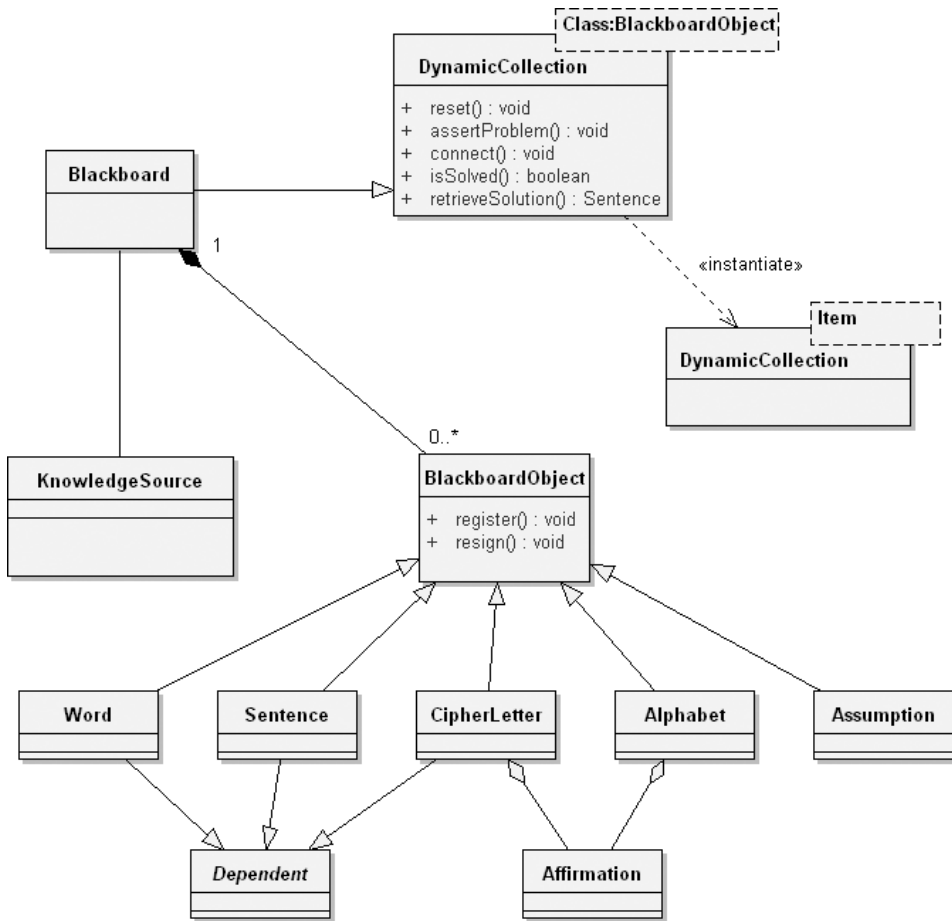 Class:BlackboardObject
DynamicCollection
+ reset() : void
+ assertProblem() : void
+ connect() : void
+ isSolved() : boolean
+ retrieveSolution() : Sentence
Blackboard
1
«instantiate»
Item
DynamicCollection
0..*
KnowledgeSource
BlackboardObject
+ register() : void
+ resign() : void
Word
Sentence
CipherLetter
Alphabet
Assumption
Dependent
Affirmation